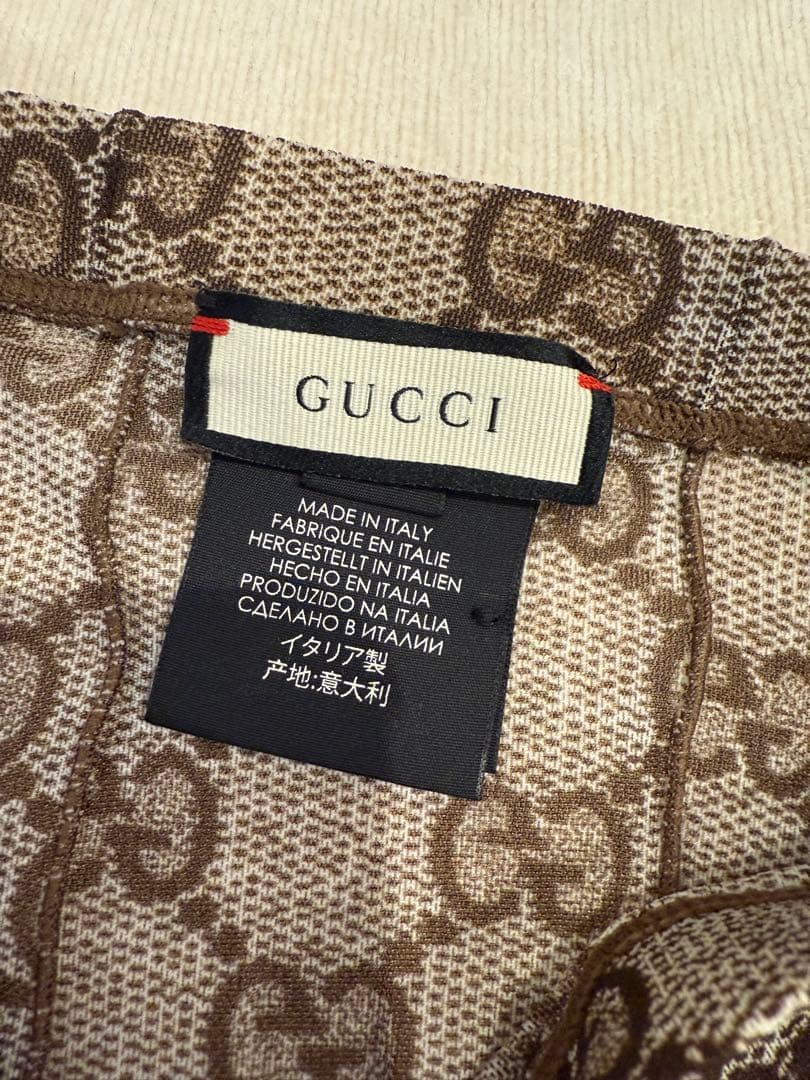 GUCCI
MADE IN ITALY
FABRIQUE EN ITALIE
HERGESTELLT IN ITALIEN
HECHO EN ITALIA
PRODUZIDO NA ITALIA
СДЕЛАНО В ИТАЛИИ
イタリア製
产地:意大利